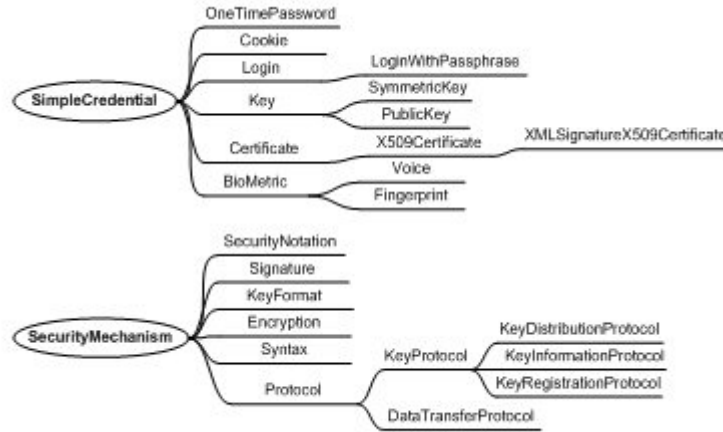 OneTimePassword
Cookie
Login
LoginWithPassphrase
SimpleCredential
Key
SymmetricKey
PublicKey
Certificate
X509Certificate
XMLSignatureX509Certificate
BioMetric
Voice
Fingerprint
SecurityNotation
Signature
KeyFormat
SecurityMechanism
Encryption
Syntax
Protocol
KeyProtocol
KeyDistributionProtocol
KeyInformationProtocol
KeyRegistrationProtocol
DataTransferProtocol